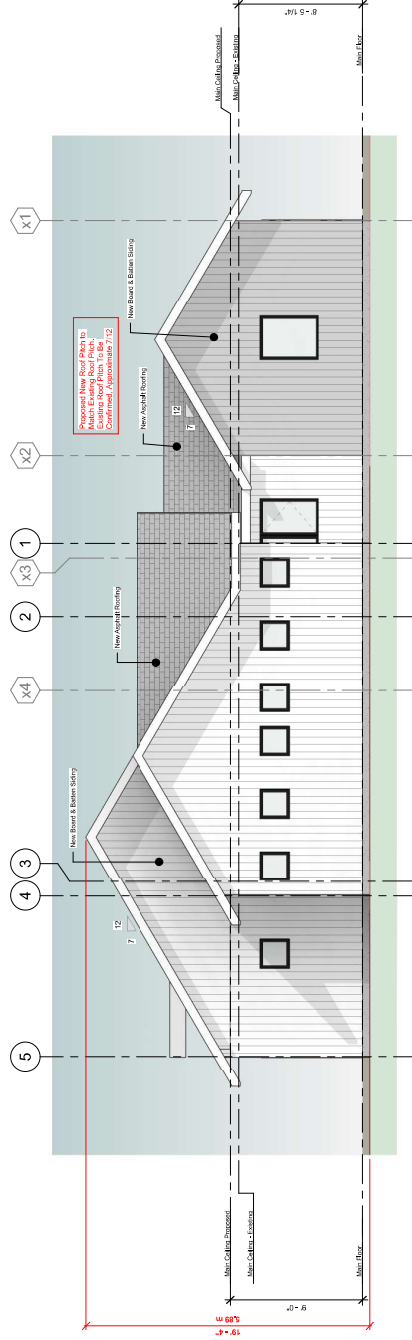 5
4
3
x4
2
x3
1
x2
x1
Proposed New Roof Pitch to
Match Existing Roof Pitch.
Existing Roof Pitch To Be
Confirmed, Approximate 7/12
New Board & Batten Siding
New Asphalt Roofing
New Asphalt Roofing
New Board & Batten Siding
12
7
12
7
Main Ceiling Proposed
Main Ceiling - Existing
Main Floor
Main Ceiling Proposed
Main Ceiling - Existing
Main Floor
19' - 4"
5.89 m
9' - 0"
8' - 5 1/4"